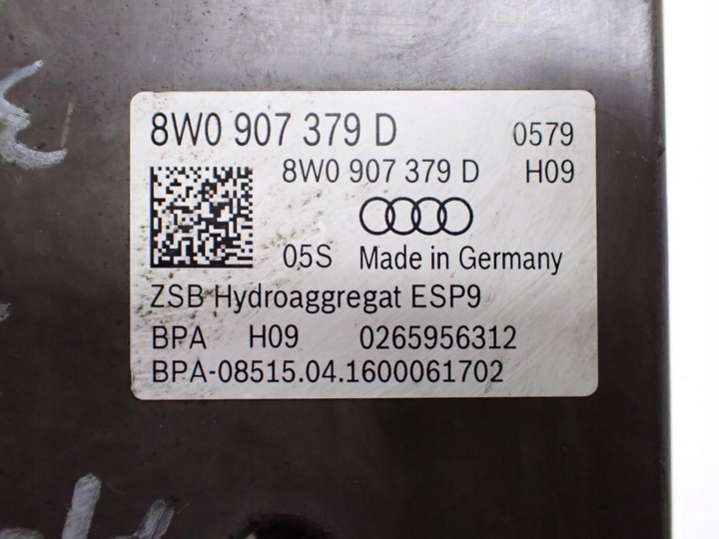 8W0 907 379 D 0579
8W0 907 379 D H09
05S Made in Germany
ZSB Hydroaggregat ESP9
BPA H09 0265956312
BPA-08515.04.1600061702